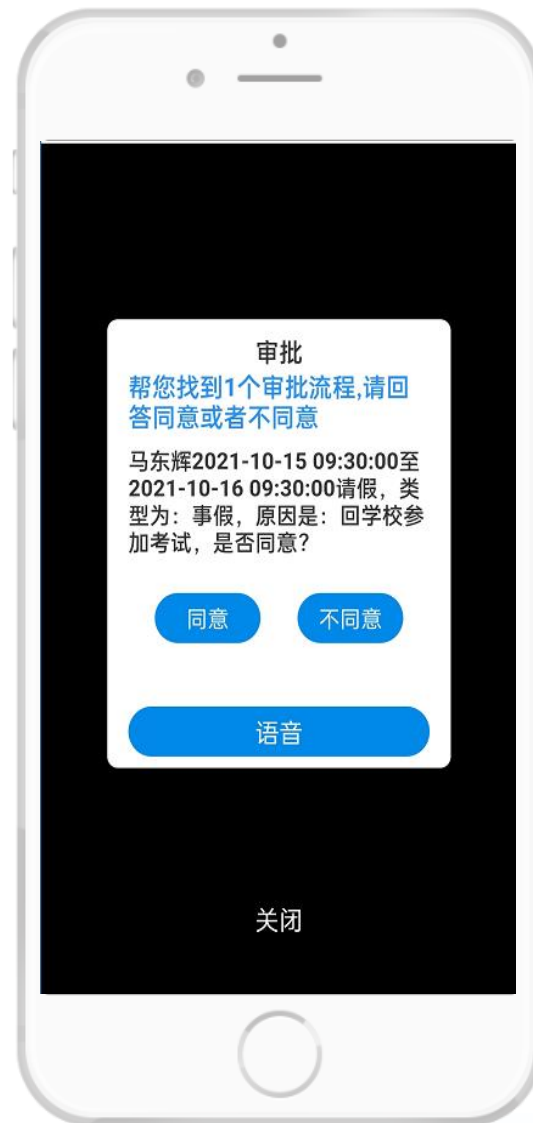 审批
帮您找到1个审批流程,请回
答同意或者不同意
马东辉2021-10-15 09:30:00至
2021-10-16 09:30:00请假，类
型为：事假，原因是：回学校参
加考试，是否同意？
同意 不同意
语音
关闭